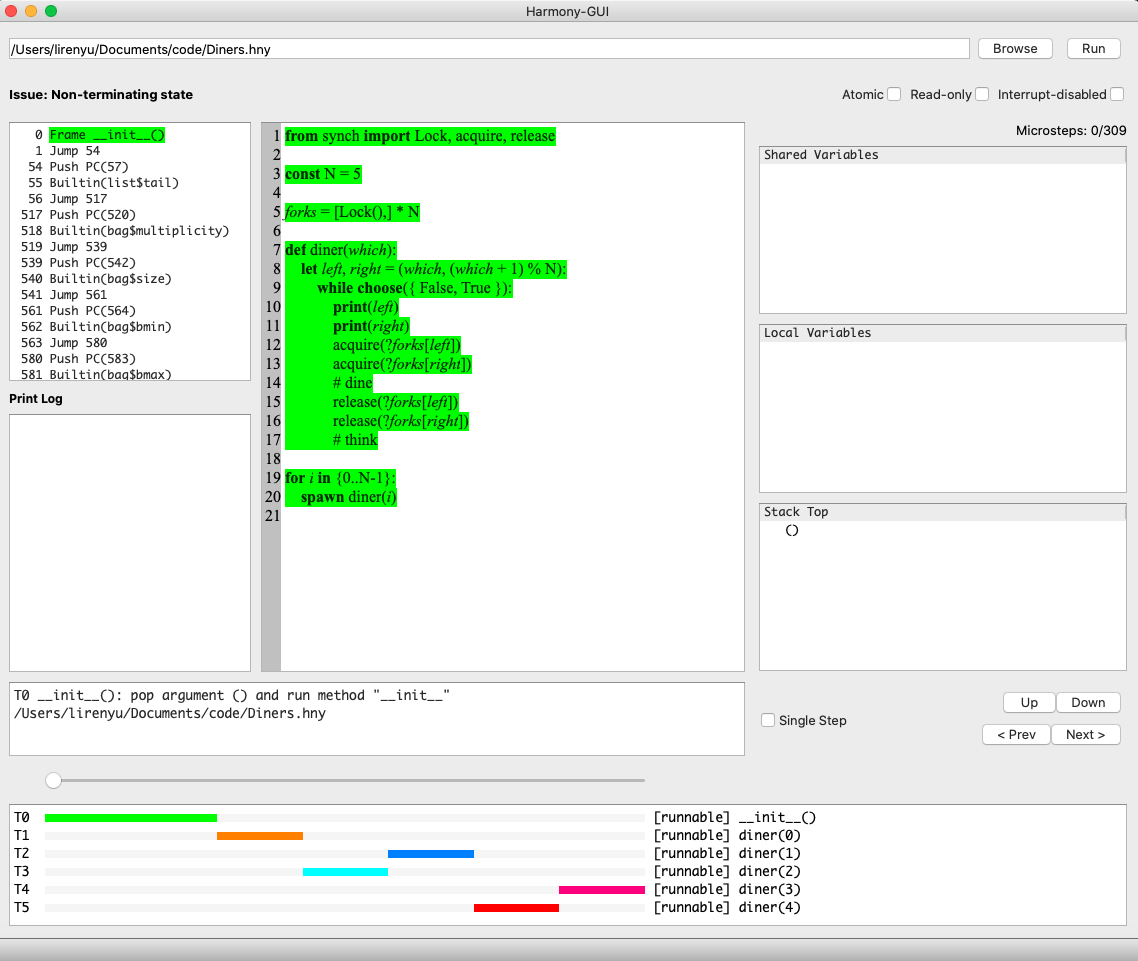 Harmony-GUI
/Users/lirenyu/Documents/code/Diners.hny
Browse
Run
Issue: Non-terminating state
Atomic
Read-only
Interrupt-disabled
0 Frame __init__()
1 Jump 54
54 Push PC(57)
55 Builtin(list$tail)
56 Jump 517
517 Push PC(520)
518 Builtin(bag$multiplicity)
519 Jump 539
539 Push PC(542)
540 Builtin(bag$size)
541 Jump 561
561 Push PC(564)
562 Builtin(bag$bmin)
563 Jump 580
580 Push PC(583)
581 Builtin(bag$bmax)
Print Log
1 from synch import Lock, acquire, release
2
3 const N = 5
4
5 forks = [Lock(),] * N
6
7 def diner(which):
8 let left, right = (which, (which + 1) % N):
9 while choose({ False, True }):
10 print(left)
11 print(right)
12 acquire(?forks[left])
13 acquire(?forks[right])
14 # dine
15 release(?forks[left])
16 release(?forks[right])
17 # think
18
19 for i in {0..N-1}:
20 spawn diner(i)
21
Microsteps: 0/309
Shared Variables
Local Variables
Stack Top
()
T0 __init__(): pop argument () and run method "__init__"
/Users/lirenyu/Documents/code/Diners.hny
Single Step
Up
Down
< Prev
Next >
T0 [runnable] __init__()
T1 [runnable] diner(0)
T2 [runnable] diner(1)
T3 [runnable] diner(2)
T4 [runnable] diner(3)
T5 [runnable] diner(4)